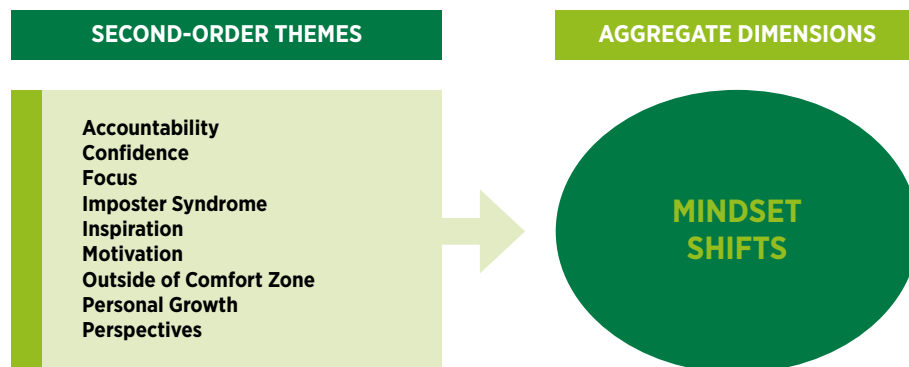 SECOND-ORDER THEMES
AGGREGATE DIMENSIONS
Accountability
Confidence
Focus
Imposter Syndrome
Inspiration
Motivation
Outside of Comfort Zone
Personal Growth
Perspectives
MINDSET
SHIFTS